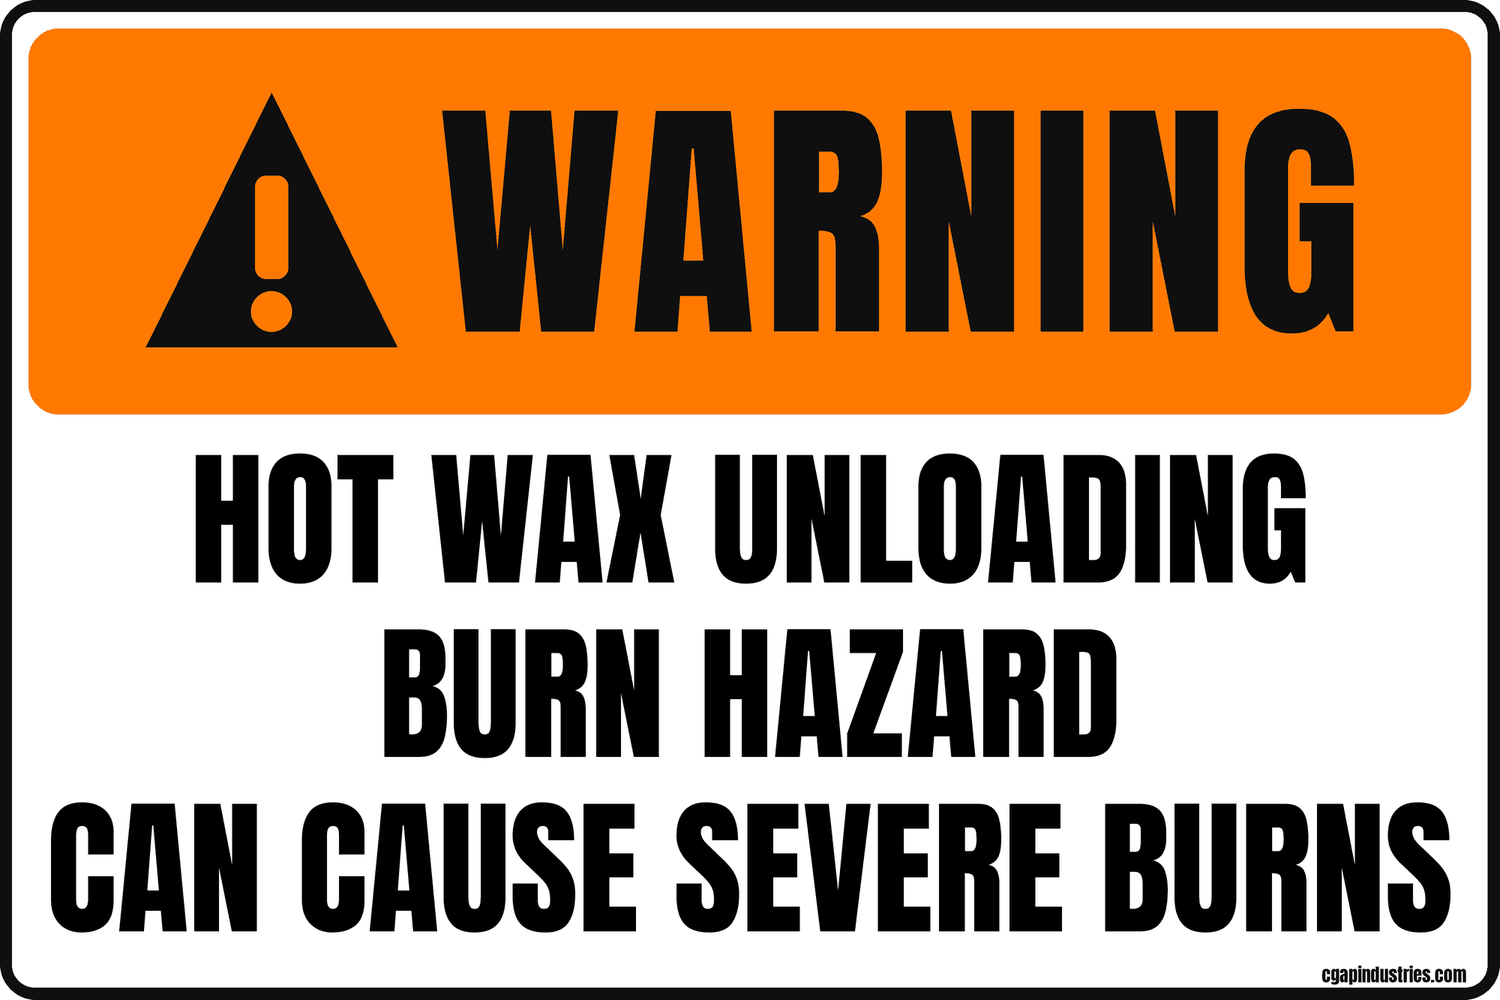 WARNING
HOT WAX UNLOADING
BURN HAZARD
CAN CAUSE SEVERE BURNS
cgapindustries.com